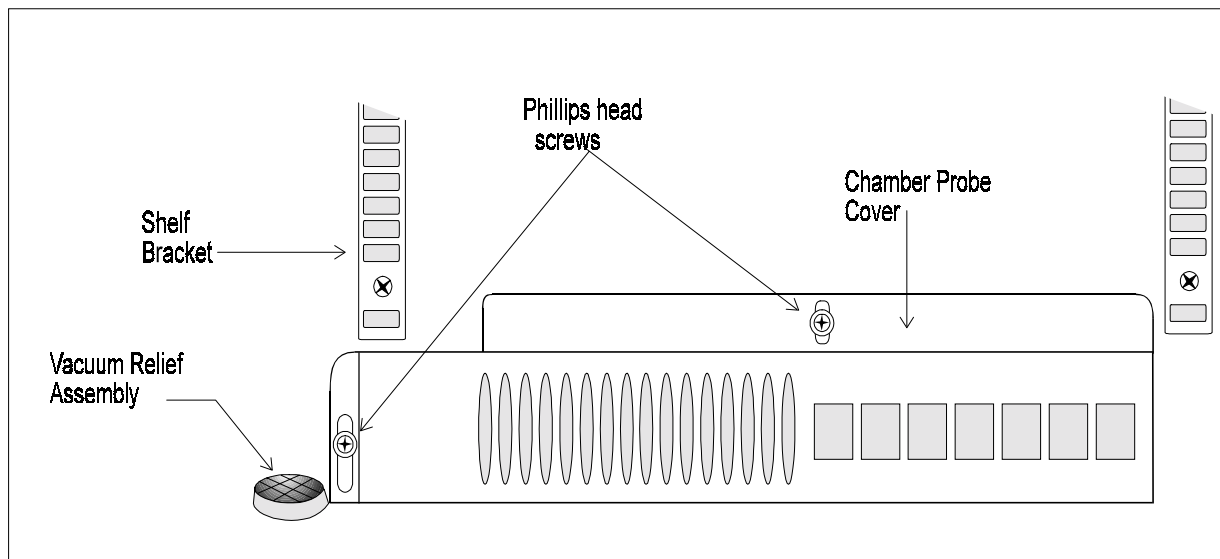 Phillips head
screws
Chamber Probe
Cover
Shelf
Bracket
Vacuum Relief
Assembly